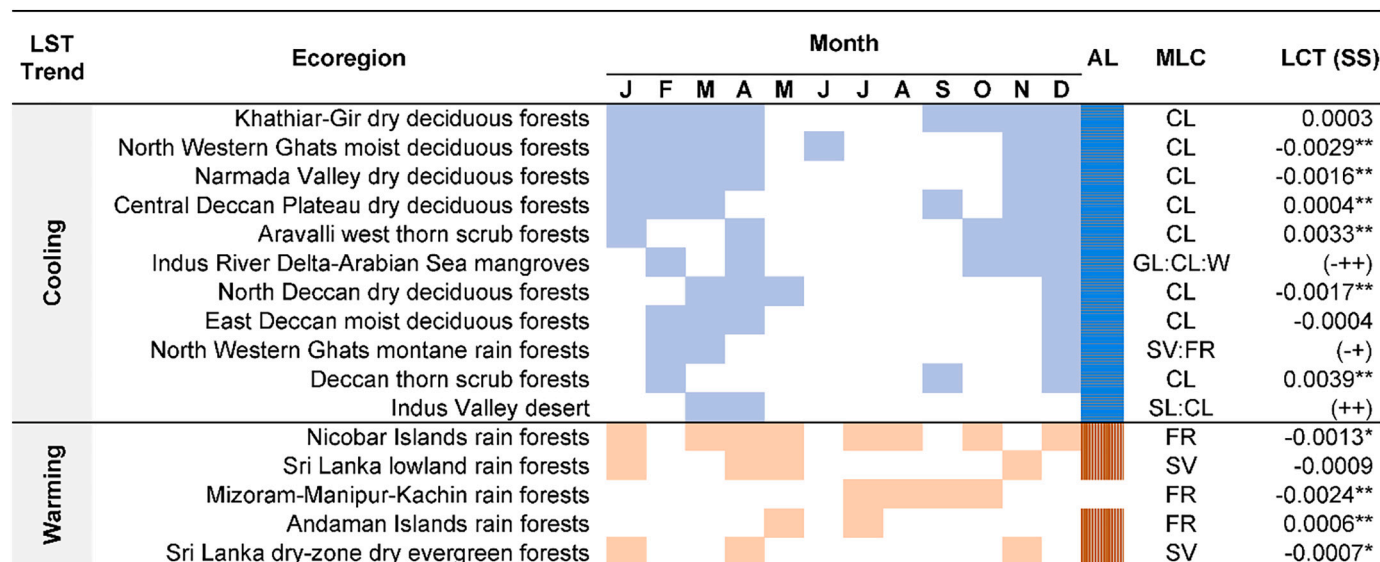 LST Trend Ecoregion Month AL MLC LCT (SS)
J F M A M J J A S O N D
Cooling
Khathiar-Gir dry deciduous forests CL 0.0003
North Western Ghats moist deciduous forests CL -0.0029**
Narmada Valley dry deciduous forests CL -0.0016**
Central Deccan Plateau dry deciduous forests CL 0.0004**
Aravalli west thorn scrub forests CL 0.0033**
Indus River Delta-Arabian Sea mangroves GL:CL:W (-++)
North Deccan dry deciduous forests CL -0.0017**
East Deccan moist deciduous forests CL -0.0004
North Western Ghats montane rain forests SV:FR (-+)
Deccan thorn scrub forests CL 0.0039**
Indus Valley desert SL:CL (++)
Warming
Nicobar Islands rain forests FR -0.0013*
Sri Lanka lowland rain forests SV -0.0009
Mizoram-Manipur-Kachin rain forests FR -0.0024**
Andaman Islands rain forests FR 0.0006**
Sri Lanka dry-zone dry evergreen forests SV -0.0007*